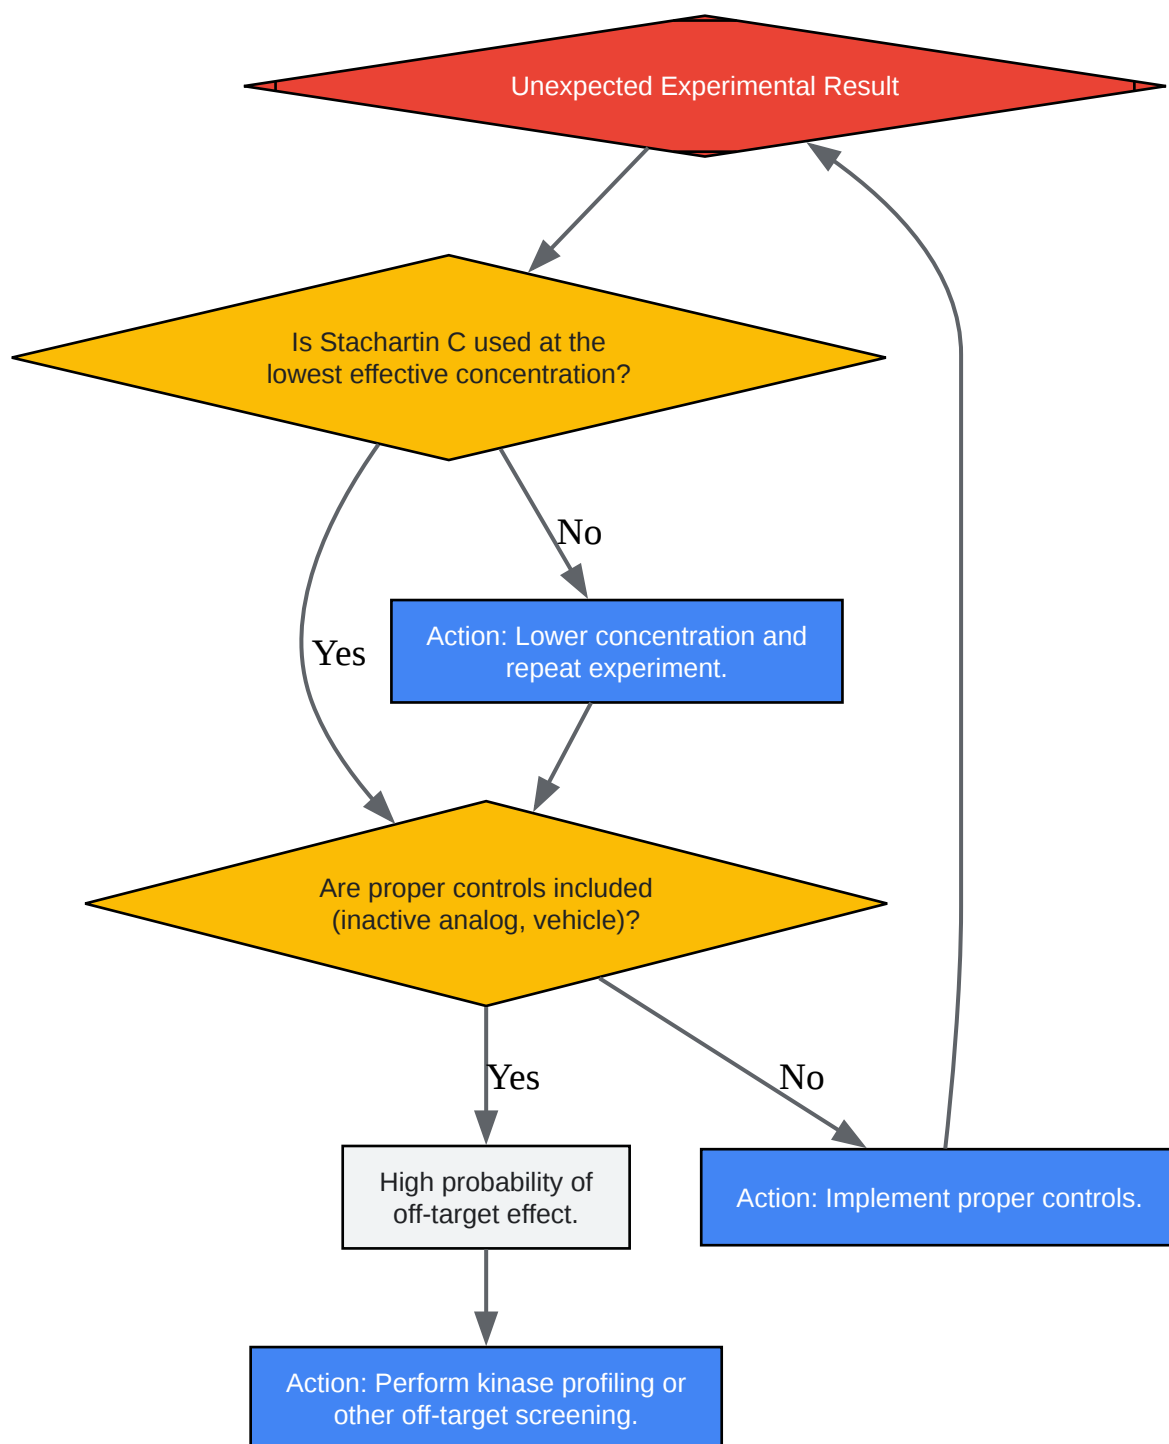 Unexpected Experimental Result
Is Stachartin C used at the
lowest effective concentration?
No
Action: Lower concentration and
repeat experiment.
Yes
Are proper controls included
(inactive analog, vehicle)?
Yes
No
High probability of
off-target effect.
Action: Implement proper controls.
Action: Perform kinase profiling or
other off-target screening.